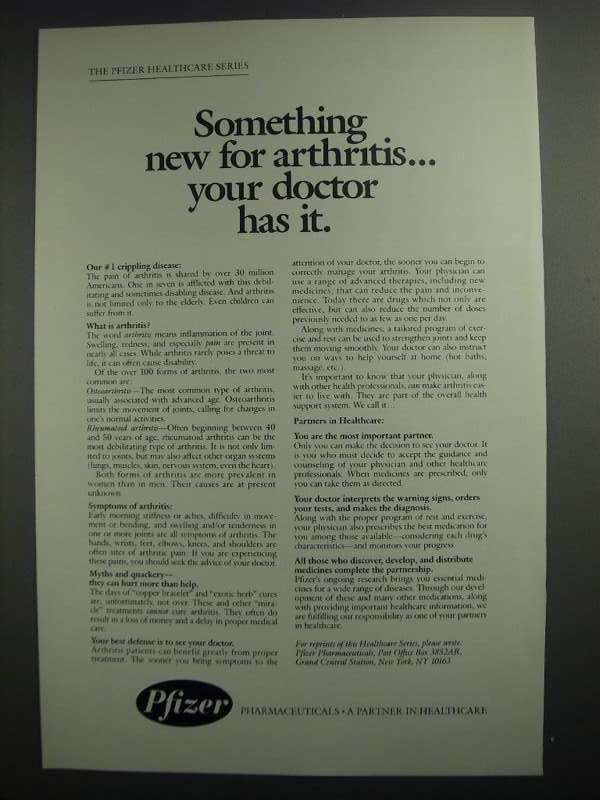 THE PFIZER HEALTHCARE SERIES
Something
new for arthritis...
your doctor
has it.
Our #1 crippling disease:
The pain of arthritis is shared by over 30 million
Americans. One in seven is afflicted with this debil-
itating and sometimes disabling disease. And arthritis
is not limited only to the elderly. Even children can
suffer from it.
What is arthritis?
The word arthritis means inflammation of the joint.
Swelling, redness, and especially pain are present in
nearly all cases. While arthritis rarely poses a threat to
life, it can often cause disability.
Of the over 100 forms of arthritis, the two most
common are:
Osteoarthritis—The most common type of arthritis,
usually associated with advanced age. Osteoarthritis
limits the movement of joints, calling for changes in
one's normal activities.
Rheumatoid arthritis—Often beginning between 40
and 50 years of age, rheumatoid arthritis can be the
most debilitating type of arthritis. It is not only lim-
ited to joints, but may also affect other organ systems
(lungs, muscles, skin, nervous system, even the heart).
Both forms of arthritis are more prevalent in
women than in men. Their causes are at present
unknown.
Symptoms of arthritis:
Early morning stiffness or aches, difficulty in move-
ment or bending, and swelling and/or tenderness in
one or more joints are all symptoms of arthritis. The
hands, wrists, feet, elbows, knees, and shoulders are
often sites of arthritic pain. If you are experiencing
these pains, you should seek the advice of your doctor.
Myths and quackery—
they can hurt more than help.
The days of "copper bracelet" and "exotic herb" cures
are, unfortunately, not over. These and other "mira-
cle" treatments cannot cure arthritis. They often do
result in a loss of money and a delay in proper medical
care.
Your best defense is to see your doctor.
Arthritis patients can benefit greatly from proper
treatment. The sooner you bring symptoms to the
attention of your doctor, the sooner you can begin to
correctly manage your arthritis. Your physician can
use a range of advanced therapies, including new
medicines, that can reduce the pain and inconve-
nience. Today there are drugs which not only are
effective, but can also reduce the number of doses
previously needed to as few as one per day.
Along with medicines, a tailored program of exer-
cise and rest can be used to strengthen joints and keep
them moving smoothly. Your doctor can also instruct
you on ways to help yourself at home (hot baths,
massage, etc.).
It's important to know that your physician, along
with other health professionals, can make arthritis eas-
ier to live with. They are part of the overall health
support system. We call it...
Partners in Healthcare:
You are the most important partner.
Only you can make the decision to see your doctor. It
is you who must decide to accept the guidance and
counseling of your physician and other healthcare
professionals. When medicines are prescribed, only
you can take them as directed.
Your doctor interprets the warning signs, orders
your tests, and makes the diagnosis.
Along with the proper program of rest and exercise,
your physician also prescribes the best medication for
you among those available—considering each drug's
characteristics—and monitors your progress.
All those who discover, develop, and distribute
medicines complete the partnership.
Pfizer's ongoing research brings you essential medi-
cines for a wide range of diseases. Through our devel-
opment of these and many other medications, along
with providing important healthcare information, we
are fulfilling our responsibility as one of your partners
in healthcare.
For reprints of this Healthcare Series, please write:
Pfizer Pharmaceuticals, Post Office Box 3852AR,
Grand Central Station, New York, NY 10163
Pfizer PHARMACEUTICALS • A PARTNER IN HEALTHCARE